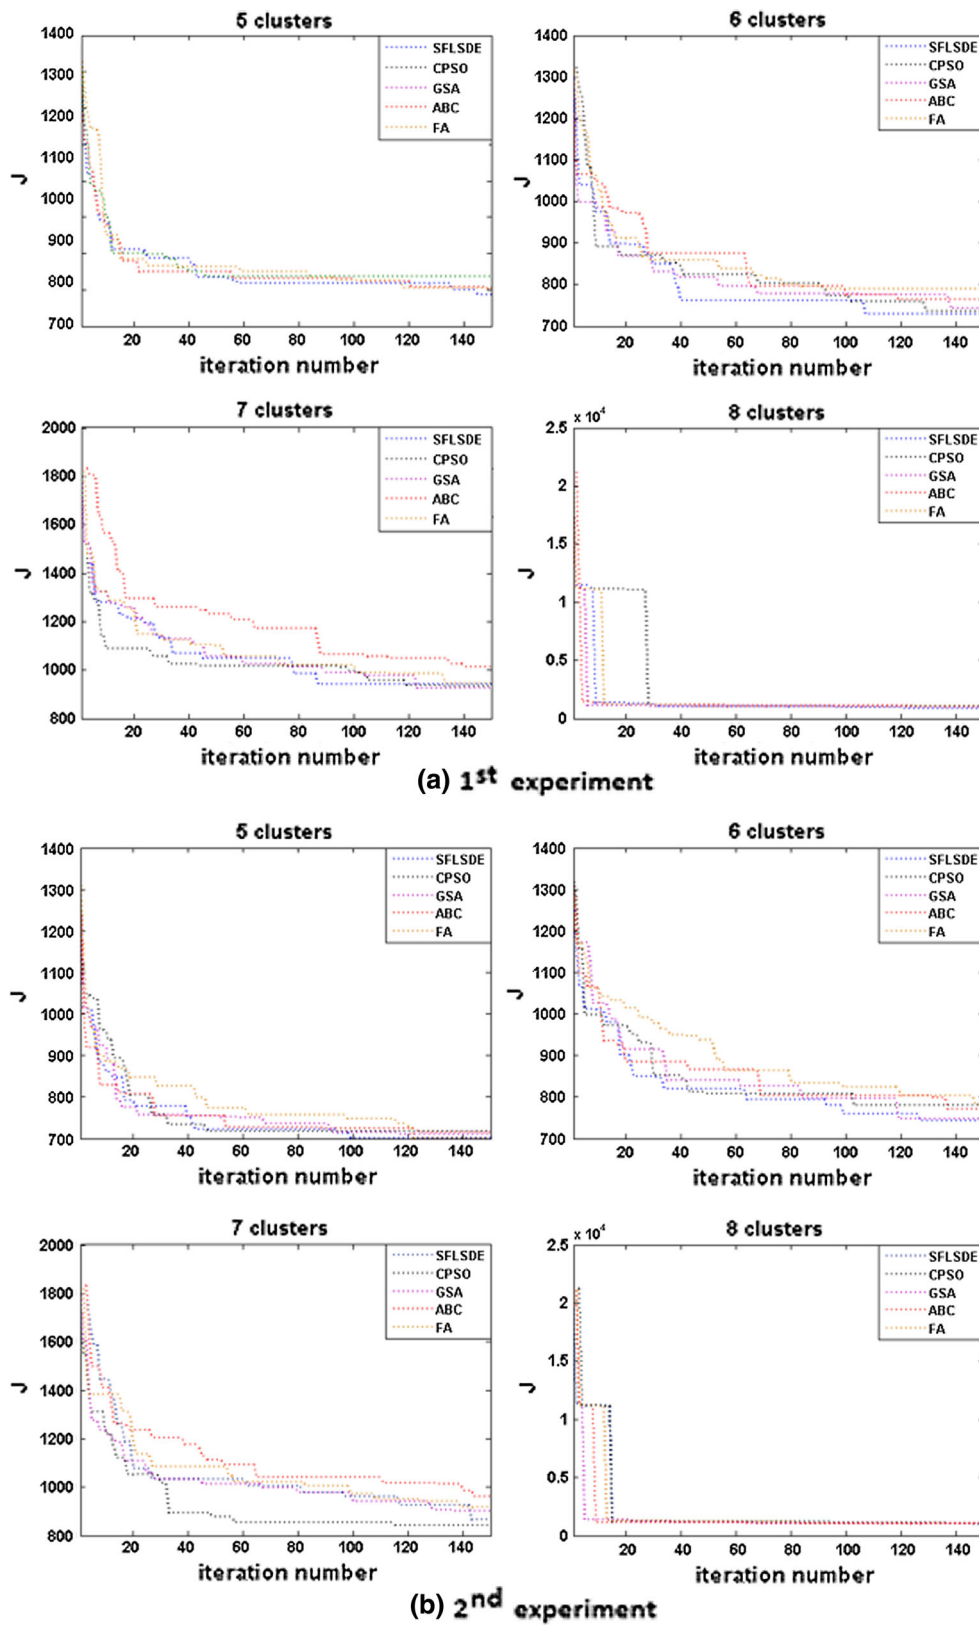 5 clusters
1400
1300
1200
1100
1000
900
800
700
J
20 40 60 80 100 120 140
iteration number
SFLSDE
CPSO
GSA
ABC
FA
6 clusters
1400
1300
1200
1100
1000
900
800
700
J
20 40 60 80 100 120 140
iteration number
SFLSDE
CPSO
GSA
ABC
FA
7 clusters
2000
1800
1600
1400
1200
1000
800
J
20 40 60 80 100 120 140
iteration number
SFLSDE
CPSO
GSA
ABC
FA
8 clusters
x 10^4
2.5
2
1.5
1
0.5
0
J
20 40 60 80 100 120 140
iteration number
SFLSDE
CPSO
GSA
ABC
FA
(a) 1st experiment
5 clusters
1400
1300
1200
1100
1000
900
800
700
J
20 40 60 80 100 120 140
iteration number
SFLSDE
CPSO
GSA
ABC
FA
6 clusters
1400
1300
1200
1100
1000
900
800
700
J
20 40 60 80 100 120 140
iteration number
SFLSDE
CPSO
GSA
ABC
FA
7 clusters
2000
1800
1600
1400
1200
1000
800
J
20 40 60 80 100 120 140
iteration number
SFLSDE
CPSO
GSA
ABC
FA
8 clusters
x 10^4
2.5
2
1.5
1
0.5
0
J
20 40 60 80 100 120 140
iteration number
SFLSDE
CPSO
GSA
ABC
FA
(b) 2nd experiment